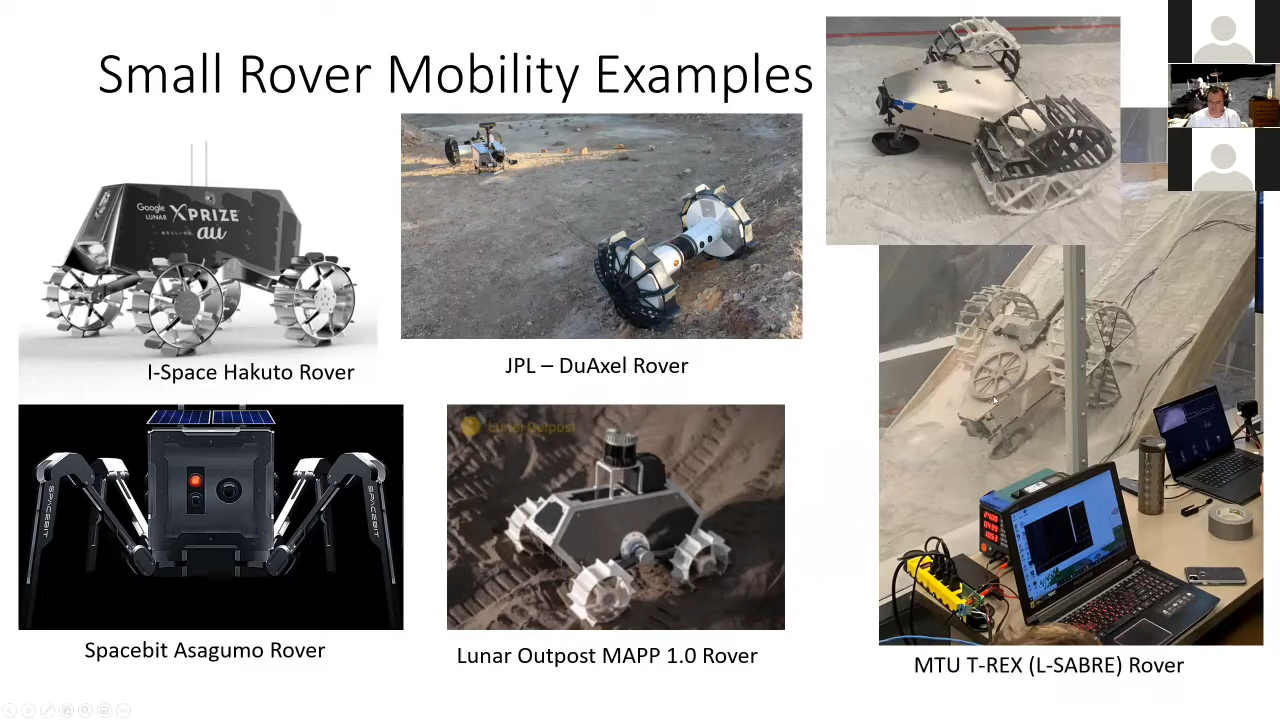 Small Rover Mobility Examples
Google
LUNAR XPRIZE
au
I-Space Hakuto Rover
JPL – DuAxel Rover
SPACEBIT
SPACEBIT
Spacebit Asagumo Rover
Lunar Outpost
Lunar Outpost MAPP 1.0 Rover
MTU T-REX (L-SABRE) Rover